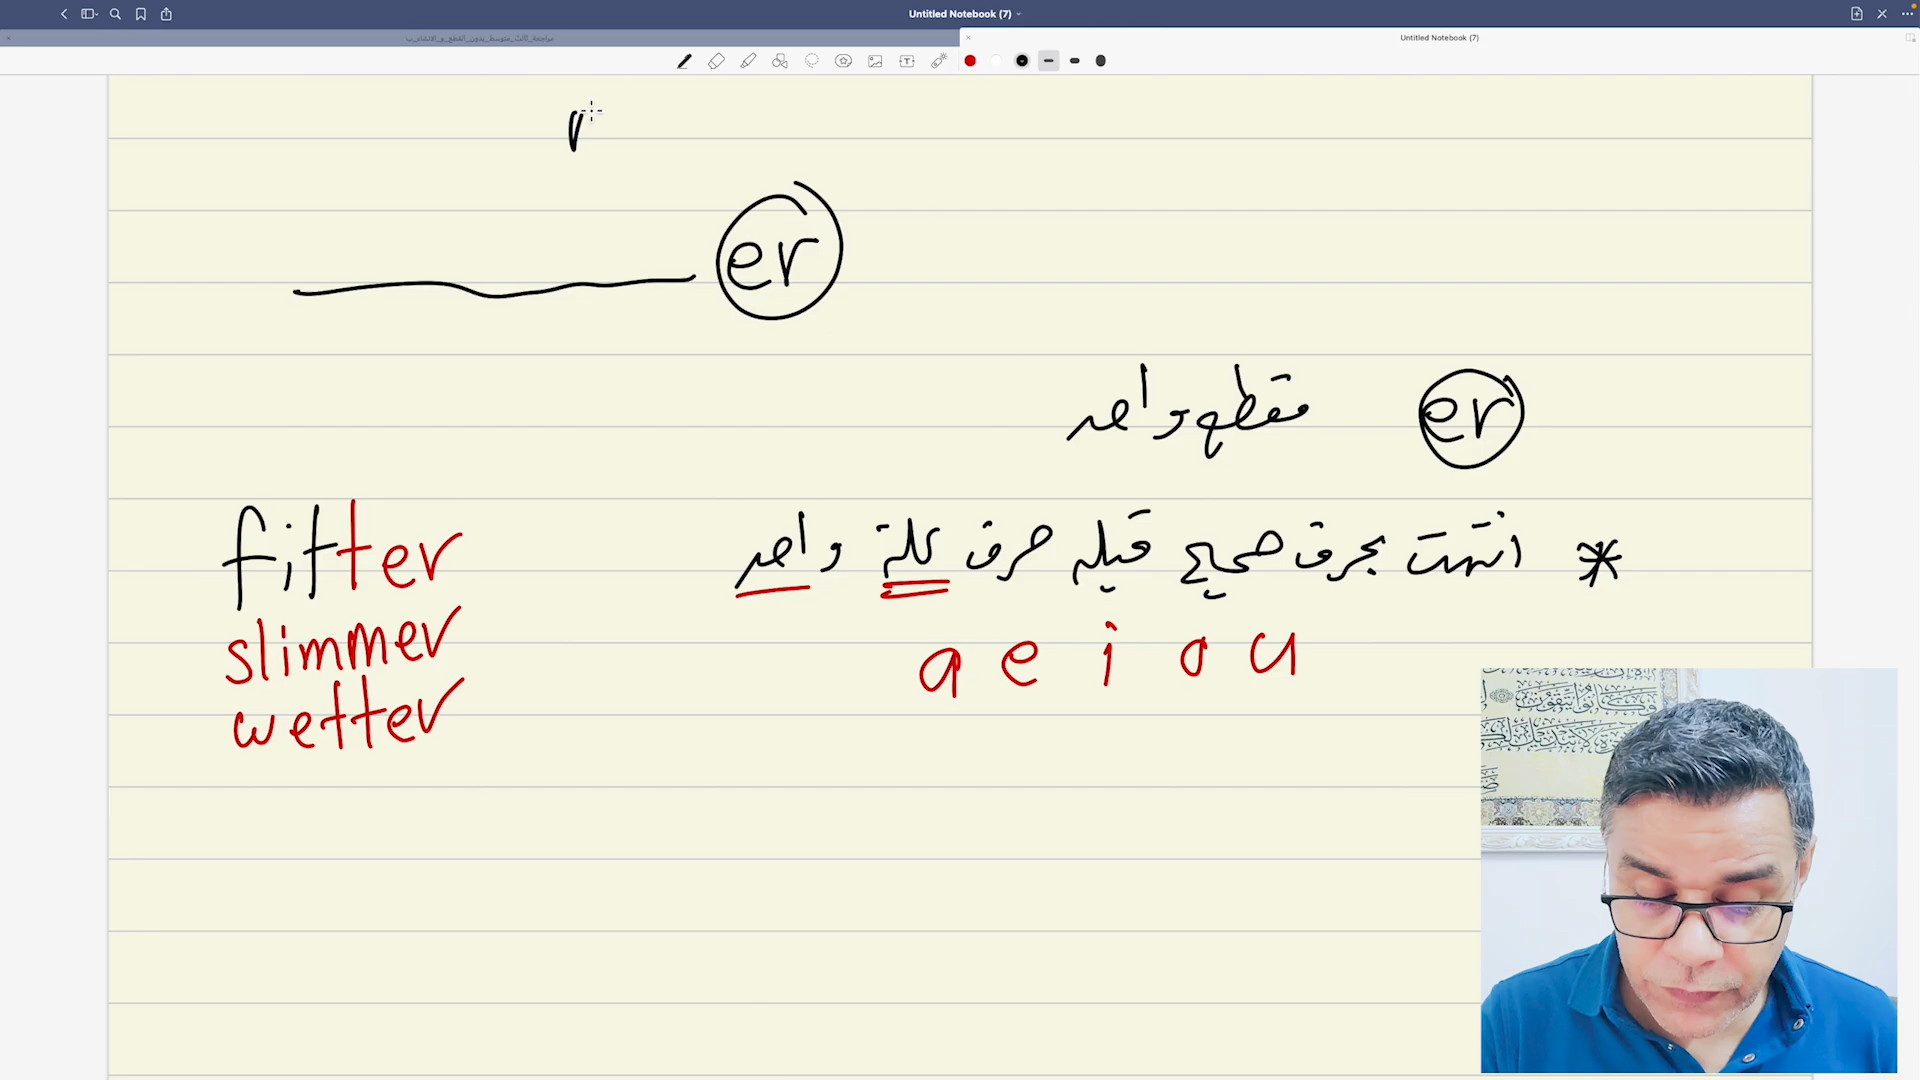 Untitled Notebook (7)
مراجعة_ثالث_متوسط_بدون_القطع_و_الانشاء_ب
Untitled Notebook (7)
r
er
er مقطع واحد
* انتهت بحرف صحيح قبله حرف علة واحد
a e i o u
fitter
slimmer
wetter